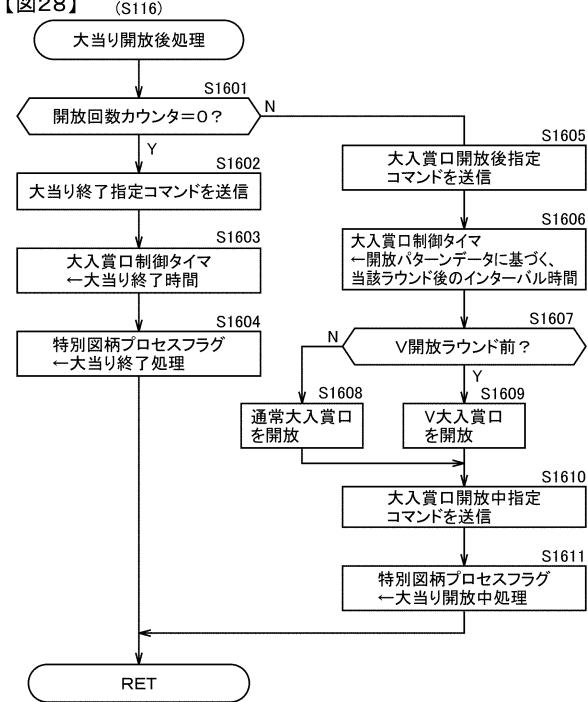 【図28】
(S116)
大当り開放後処理
S1601
開放回数カウンタ＝0？
N
Y
S1602
大当り終了指定コマンドを送信
S1603
大入賞口制御タイマ
←大当り終了時間
S1604
特別図柄プロセスフラグ
←大当り終了処理
S1605
大入賞口開放後指定
コマンドを送信
S1606
大入賞口制御タイマ
←開放パターンデータに基づく、
当該ラウンド後のインターバル時間
S1607
V開放ラウンド前？
N
Y
S1608
通常大入賞口
を開放
S1609
V大入賞口
を開放
S1610
大入賞口開放中指定
コマンドを送信
S1611
特別図柄プロセスフラグ
←大当り開放中処理
RET